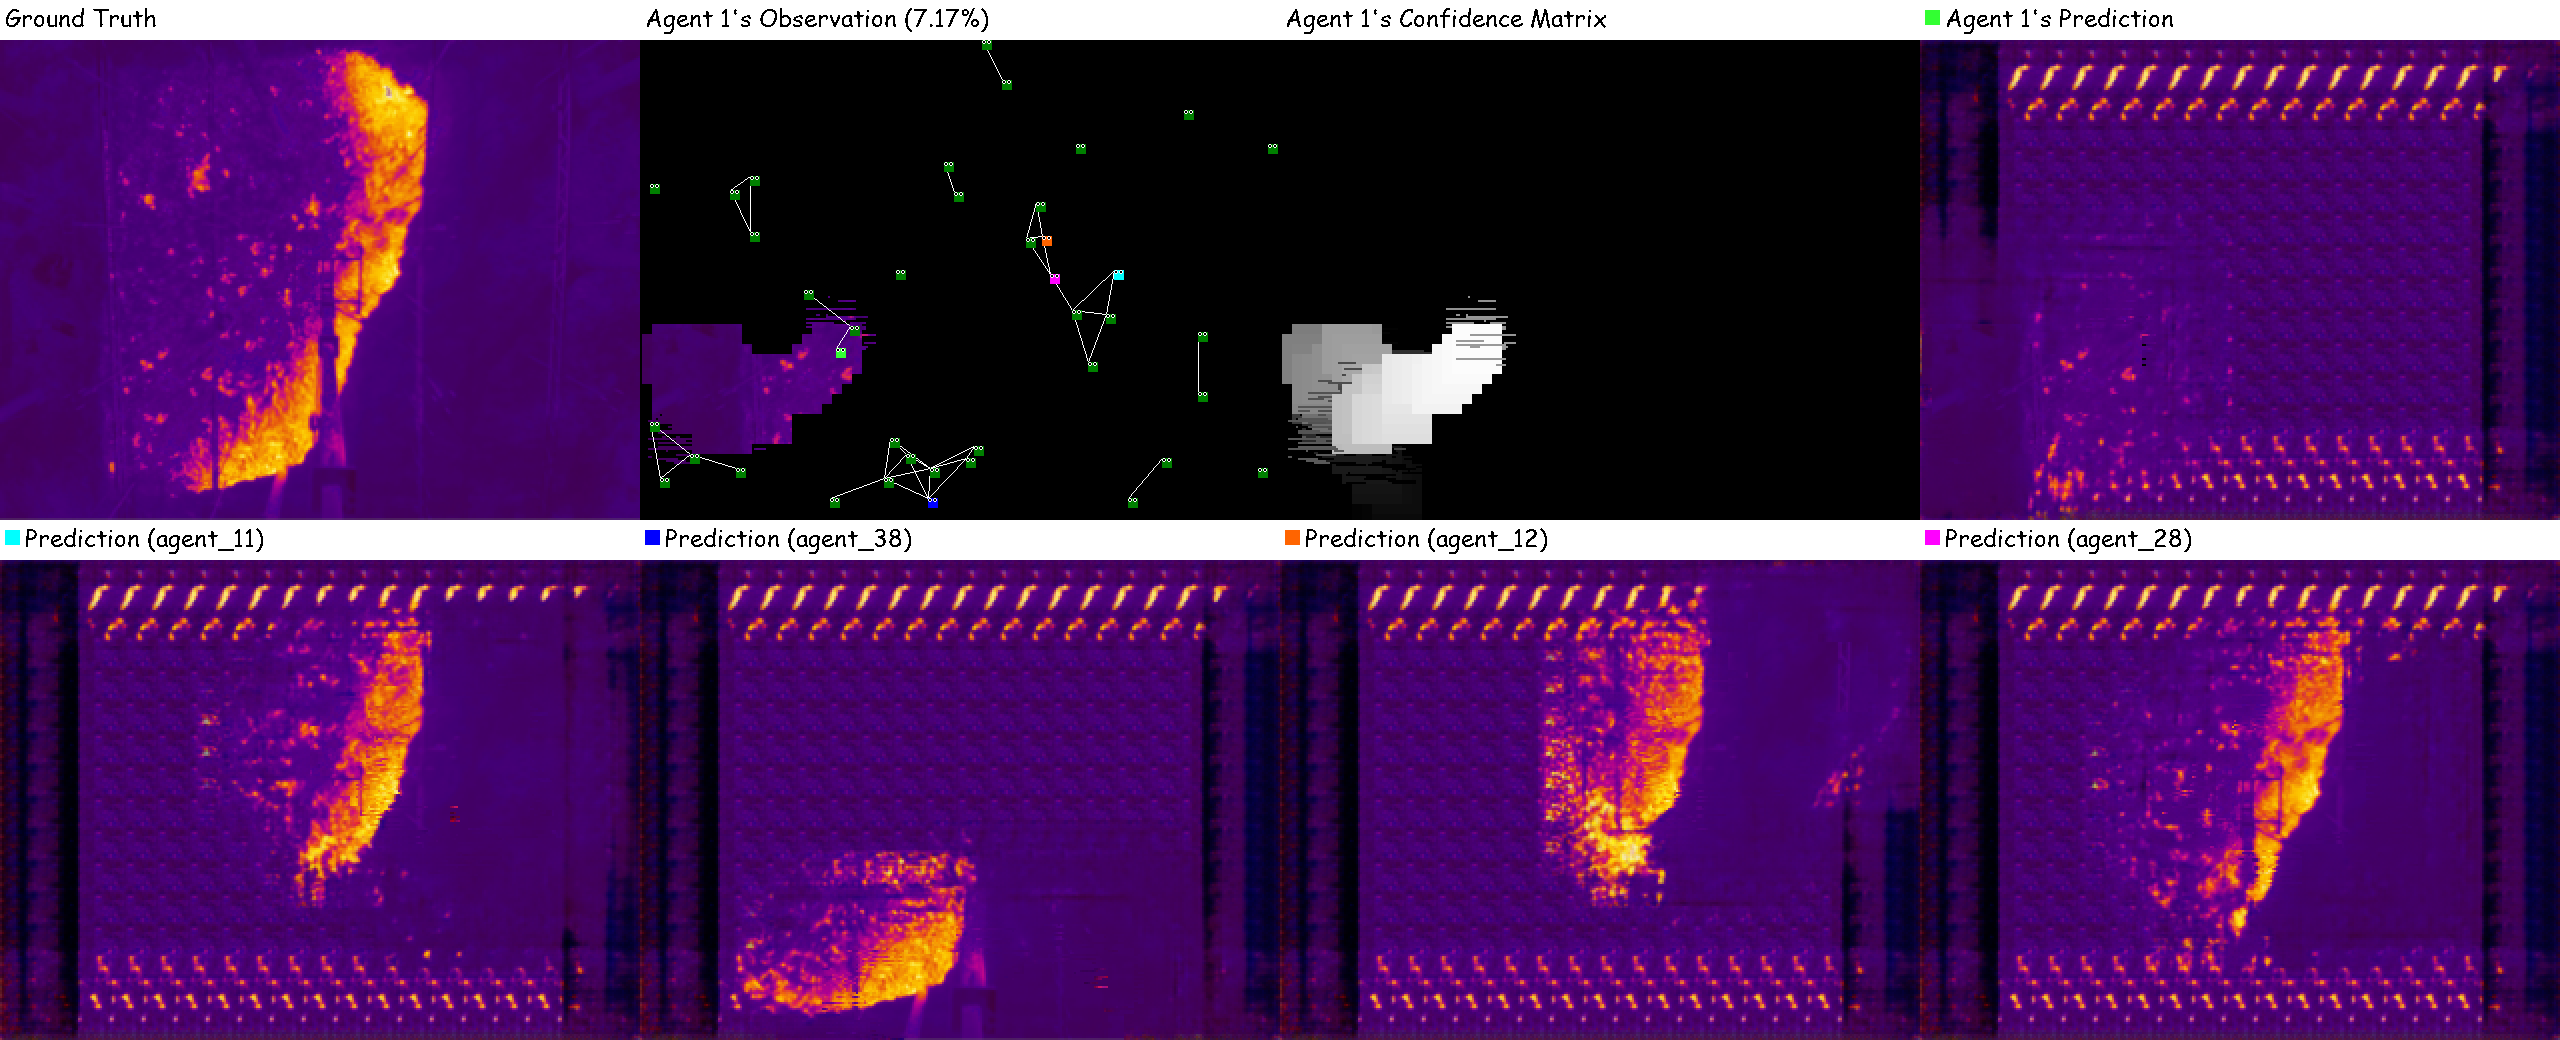 Ground Truth
Agent 1's Observation (7.17%)
Agent 1's Confidence Matrix
Agent 1's Prediction
Prediction (agent_11)
Prediction (agent_38)
Prediction (agent_12)
Prediction (agent_28)